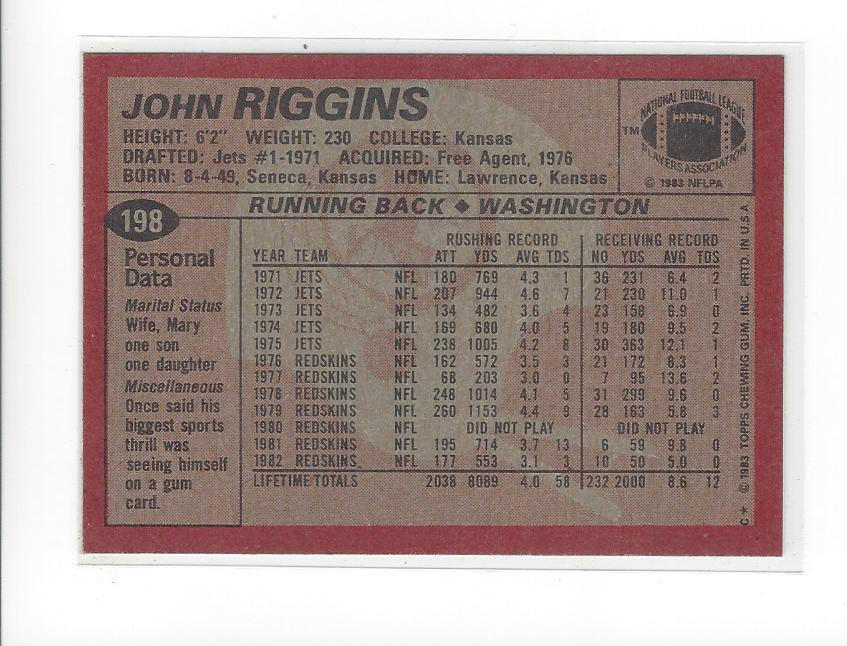 JOHN RIGGINS
HEIGHT: 6'2" WEIGHT: 230 COLLEGE: Kansas
DRAFTED: Jets #1-1971 ACQUIRED: Free Agent, 1976
BORN: 8-4-49, Seneca, Kansas HOME: Lawrence, Kansas
NATIONAL FOOTBALL LEAGUE
TM
PLAYERS ASSOCIATION
© 1983 NFLPA
198
RUNNING BACK ◆ WASHINGTON
Personal
Data
Marital Status
Wife, Mary
one son
one daughter
Miscellaneous
Once said his
biggest sports
thrill was
seeing himself
on a gum
card.
RUSHING RECORD RECEIVING RECORD
YEAR TEAM ATT YDS AVG TDS NO YDS AVG TDS
1971 JETS NFL 180 769 4.3 1 36 231 6.4 2
1972 JETS NFL 207 944 4.6 7 21 230 11.0 1
1973 JETS NFL 134 482 3.6 4 23 158 6.9 0
1974 JETS NFL 169 680 4.0 5 19 180 9.5 2
1975 JETS NFL 238 1005 4.2 8 30 363 12.1 1
1976 REDSKINS NFL 162 572 3.5 3 21 172 8.3 1
1977 REDSKINS NFL 68 203 3.0 0 7 95 13.6 2
1978 REDSKINS NFL 248 1014 4.1 5 31 299 9.6 0
1979 REDSKINS NFL 260 1153 4.4 9 28 163 5.8 3
1980 REDSKINS NFL DID NOT PLAY DID NOT PLAY
1981 REDSKINS NFL 195 714 3.7 13 6 59 9.8 0
1982 REDSKINS NFL 177 553 3.1 3 10 50 5.0 0
LIFETIME TOTALS 2038 8089 4.0 58 232 2000 8.6 12
C* © 1983 TOPPS CHEWING GUM, INC. PRTD. IN U.S.A